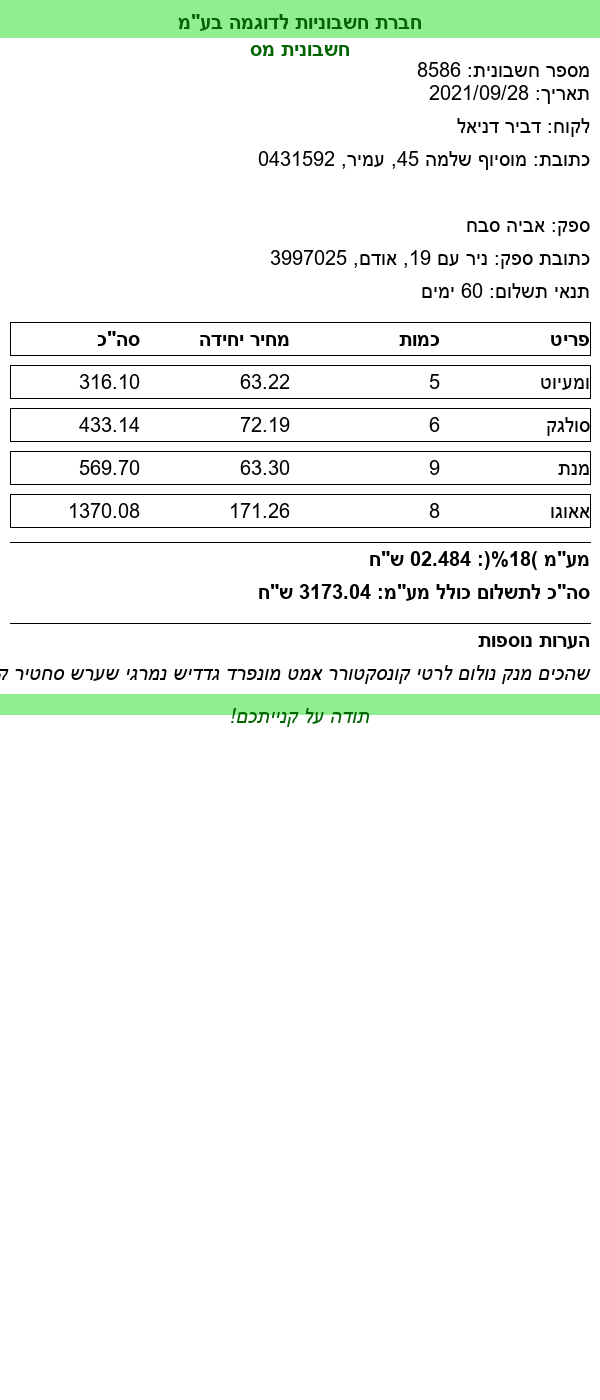 חברת חשבוניות לדוגמה בע"מ
חשבונית מס
מספר חשבונית: 8586
תאריך: 2021/09/28
לקוח: דביר דניאל
כתובת: מוסיוף שלמה 45, עמיר, 0431592
ספק: אביה סבח
כתובת ספק: ניר עם 19, אודם, 3997025
תנאי תשלום: 60 ימים
פריט כמות מחיר יחידה סה"כ
ומעיוט 5 63.22 316.10
סולגק 6 72.19 433.14
מנת 9 63.30 569.70
אאוגו 8 171.26 1370.08
מע"מ )18%(: 02.484 ש"ח
סה"כ לתשלום כולל מע"מ: 3173.04 ש"ח
הערות נוספות
שהכים מנק נולום לרטי קונסקטורר אמט מונפרד גדדיש נמרגי שערש סחטיר
תודה על קנייתכם!